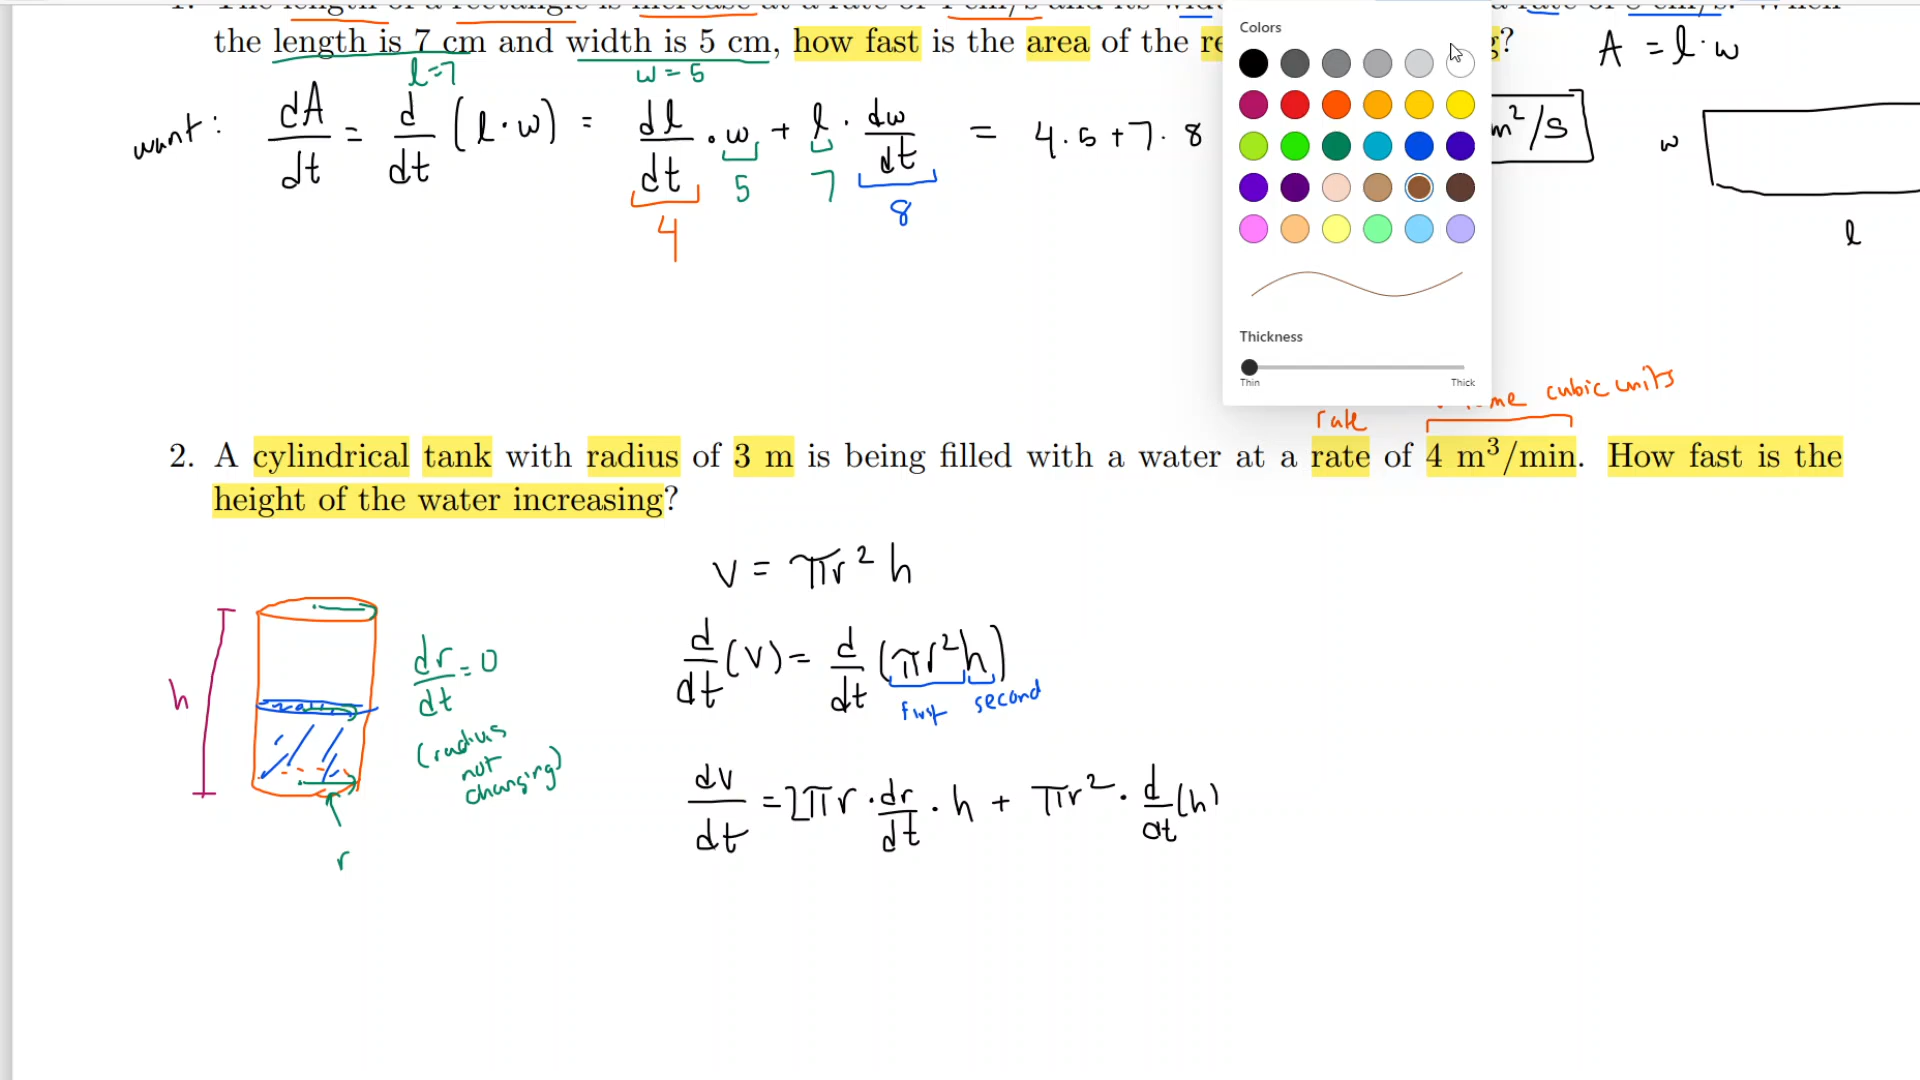 the length is 7 cm and width is 5 cm, how fast is the area of the re g?
A = l·w
l=7
w=5
want: dA/dt = d/dt (l·w) = dl/dt · w + l · dw/dt = 4·5+7·8 m²/s
4
5
7
8
w
l
Colors
Thickness
Thin
Thick
rate
me cubic units
2. A cylindrical tank with radius of 3 m is being filled with a water at a rate of 4 m³/min. How fast is the
height of the water increasing?
V = πr²h
d/dt (V) = d/dt (πr²h)
first second
dV/dt = 2πr · dr/dt · h + πr² · d/dt (h)
h
dr/dt = 0
(radius
not
changing)
r